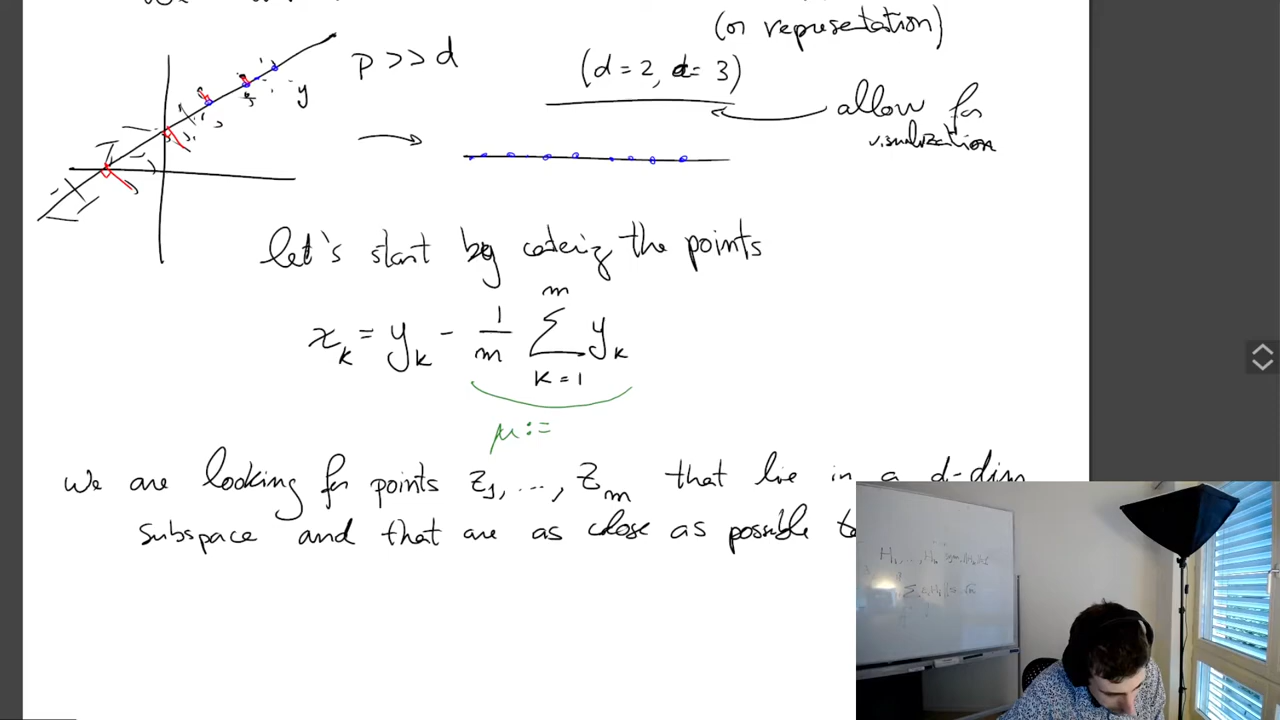 (or representation)
p >> d
(d = 2, d = 3)
y
allow for
visualization
→
let's start by centering the points
x_k = y_k - 1/m ∑_{k=1}^{m} y_k
μ :=
We are looking for points z_1, ..., z_m that live in a d-dim
subspace and that are as close as possible to